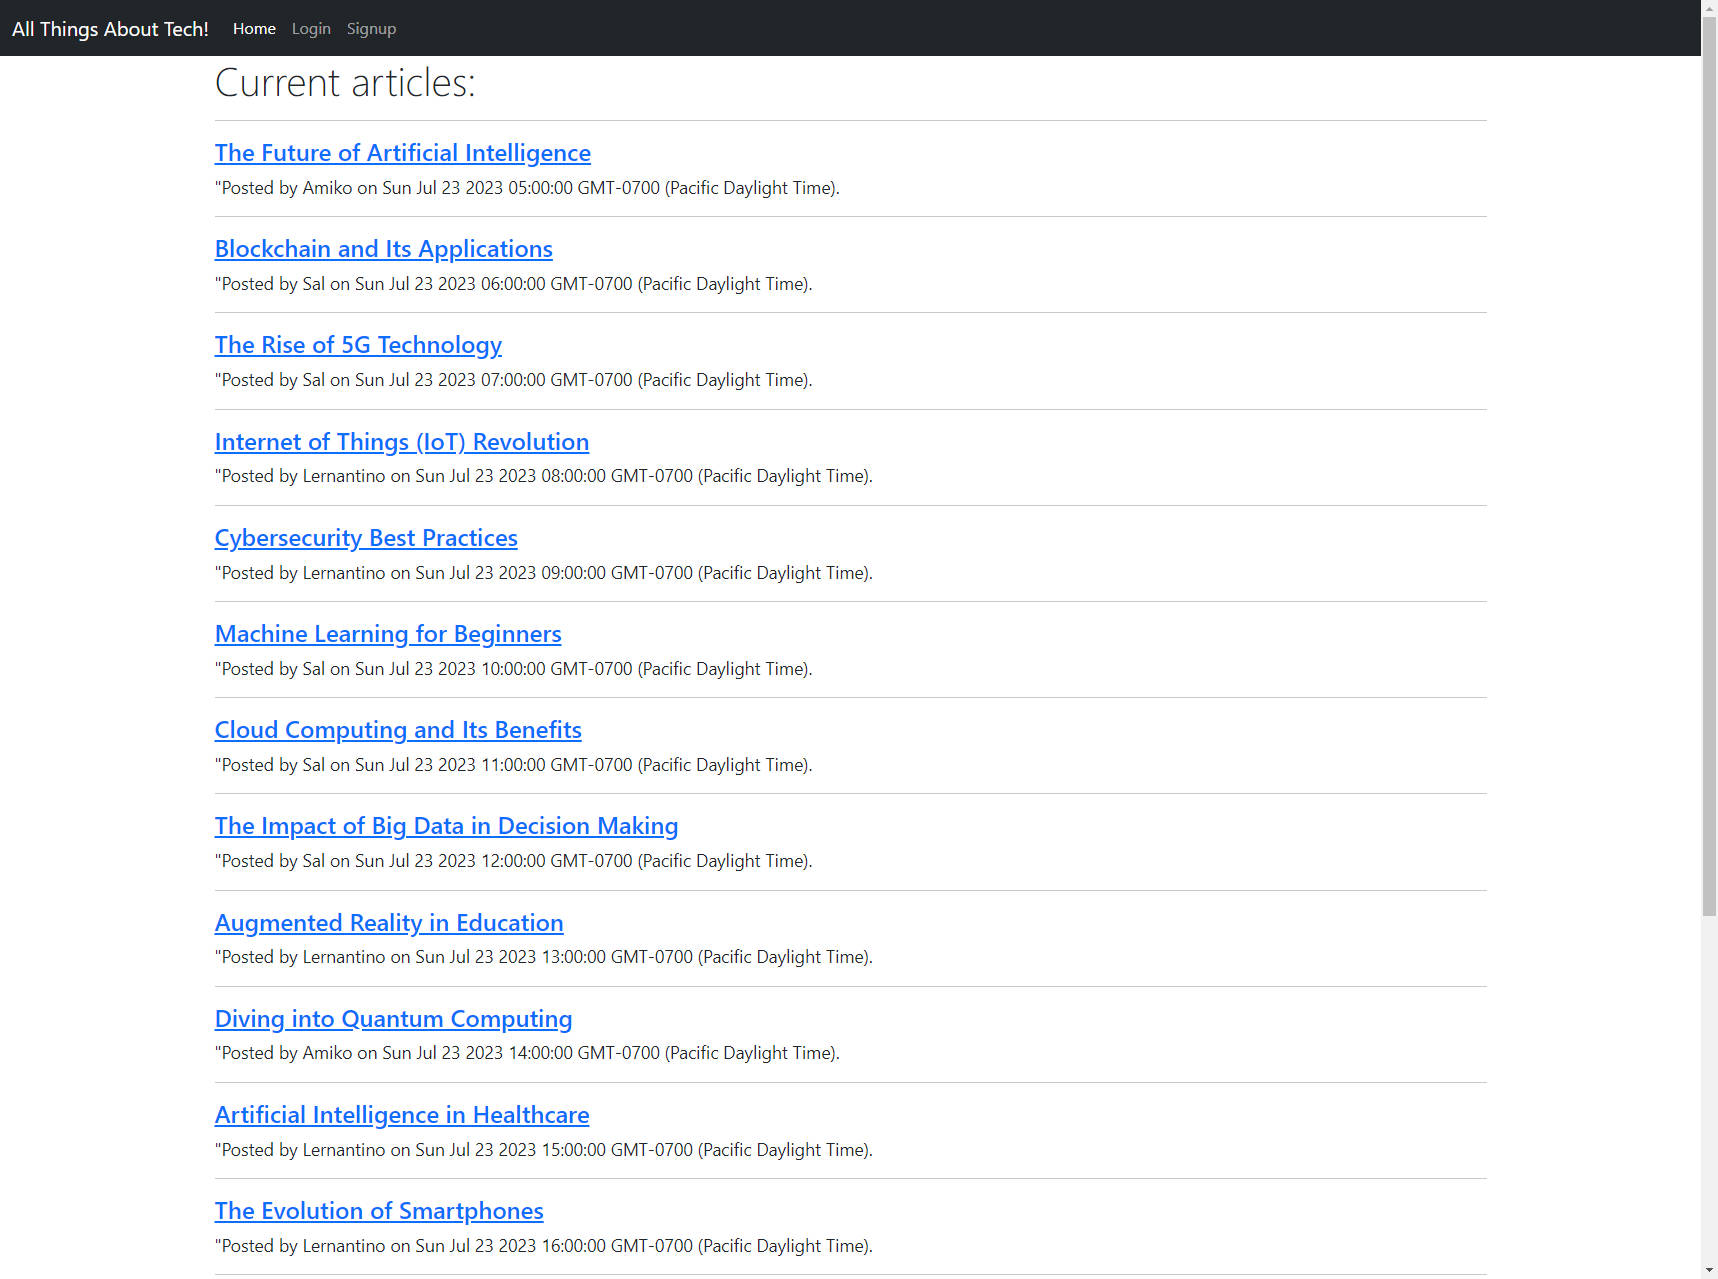 All Things About Tech! Home Login Signup
Current articles:
The Future of Artificial Intelligence
"Posted by Amiko on Sun Jul 23 2023 05:00:00 GMT-0700 (Pacific Daylight Time).
Blockchain and Its Applications
"Posted by Sal on Sun Jul 23 2023 06:00:00 GMT-0700 (Pacific Daylight Time).
The Rise of 5G Technology
"Posted by Sal on Sun Jul 23 2023 07:00:00 GMT-0700 (Pacific Daylight Time).
Internet of Things (IoT) Revolution
"Posted by Lernantino on Sun Jul 23 2023 08:00:00 GMT-0700 (Pacific Daylight Time).
Cybersecurity Best Practices
"Posted by Lernantino on Sun Jul 23 2023 09:00:00 GMT-0700 (Pacific Daylight Time).
Machine Learning for Beginners
"Posted by Sal on Sun Jul 23 2023 10:00:00 GMT-0700 (Pacific Daylight Time).
Cloud Computing and Its Benefits
"Posted by Sal on Sun Jul 23 2023 11:00:00 GMT-0700 (Pacific Daylight Time).
The Impact of Big Data in Decision Making
"Posted by Sal on Sun Jul 23 2023 12:00:00 GMT-0700 (Pacific Daylight Time).
Augmented Reality in Education
"Posted by Lernantino on Sun Jul 23 2023 13:00:00 GMT-0700 (Pacific Daylight Time).
Diving into Quantum Computing
"Posted by Amiko on Sun Jul 23 2023 14:00:00 GMT-0700 (Pacific Daylight Time).
Artificial Intelligence in Healthcare
"Posted by Lernantino on Sun Jul 23 2023 15:00:00 GMT-0700 (Pacific Daylight Time).
The Evolution of Smartphones
"Posted by Lernantino on Sun Jul 23 2023 16:00:00 GMT-0700 (Pacific Daylight Time).